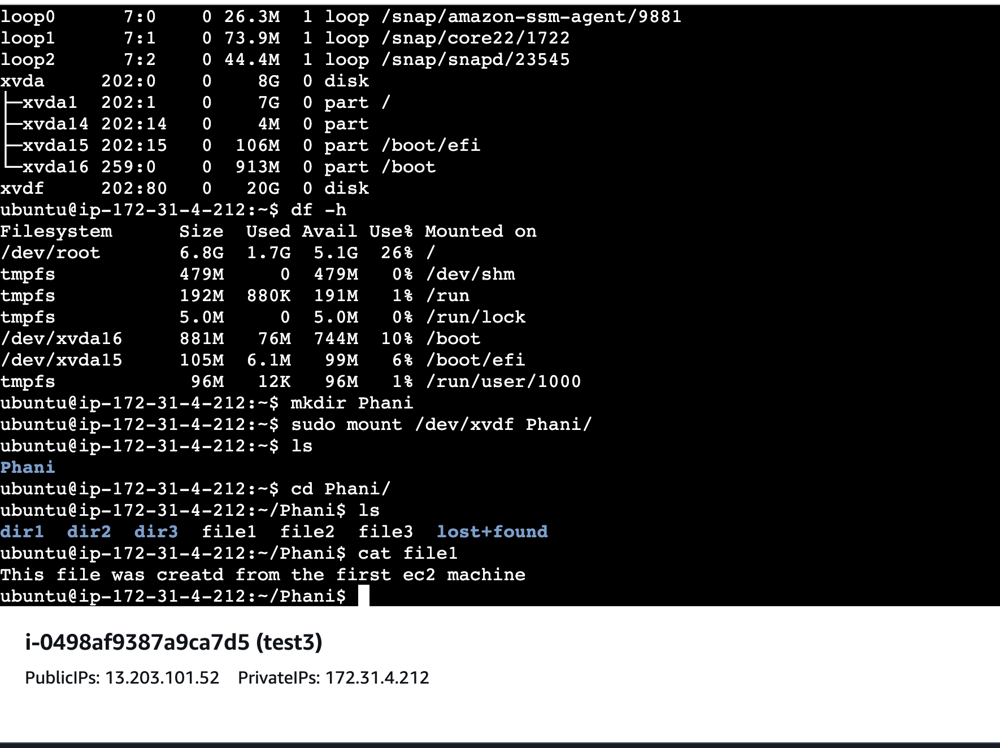 loop0      7:0    0 26.3M  1 loop /snap/amazon-ssm-agent/9881
loop1      7:1    0 73.9M  1 loop /snap/core22/1722
loop2      7:2    0 44.4M  1 loop /snap/snapd/23545
xvda     202:0    0    8G  0 disk
├─xvda1  202:1    0    7G  0 part /
├─xvda14 202:14   0    4M  0 part
├─xvda15 202:15   0  106M  0 part /boot/efi
└─xvda16 259:0    0  913M  0 part /boot
xvdf     202:80   0   20G  0 disk
ubuntu@ip-172-31-4-212:~$ df -h
Filesystem      Size  Used Avail Use% Mounted on
/dev/root       6.8G  1.7G  5.1G  26% /
tmpfs           479M     0  479M   0% /dev/shm
tmpfs           192M  880K  191M   1% /run
tmpfs           5.0M     0  5.0M   0% /run/lock
/dev/xvda16     881M   76M  744M  10% /boot
/dev/xvda15     105M  6.1M   99M   6% /boot/efi
tmpfs            96M   12K   96M   1% /run/user/1000
ubuntu@ip-172-31-4-212:~$ mkdir Phani
ubuntu@ip-172-31-4-212:~$ sudo mount /dev/xvdf Phani/
ubuntu@ip-172-31-4-212:~$ ls
Phani
ubuntu@ip-172-31-4-212:~$ cd Phani/
ubuntu@ip-172-31-4-212:~/Phani$ ls
dir1  dir2  dir3  file1  file2  file3  lost+found
ubuntu@ip-172-31-4-212:~/Phani$ cat file1
This file was creatd from the first ec2 machine
ubuntu@ip-172-31-4-212:~/Phani$
i-0498af9387a9ca7d5 (test3)
PublicIPs: 13.203.101.52    PrivateIPs: 172.31.4.212